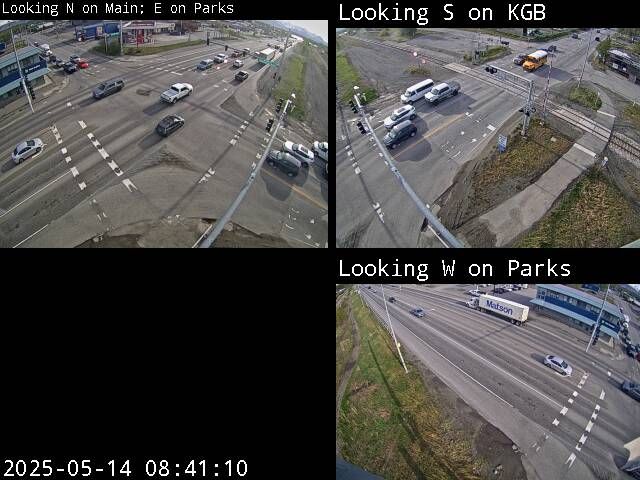 Looking N on Main; E on Parks
Looking S on KGB
Looking W on Parks
Matson
2025-05-14 08:41:10